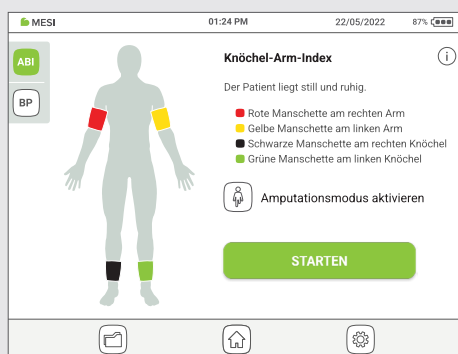 MESI 01:24 PM 22/05/2022 87%
ABI
BP
Knöchel-Arm-Index
i
Der Patient liegt still und ruhig.
Rote Manschette am rechten Arm
Gelbe Manschette am linken Arm
Schwarze Manschette am rechten Knöchel
Grüne Manschette am linken Knöchel
Amputationsmodus aktivieren
STARTEN